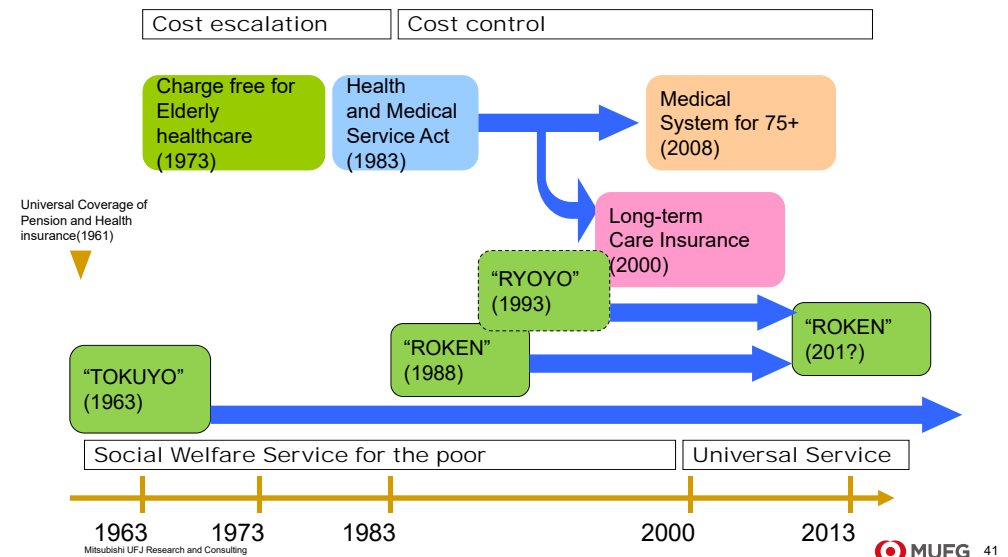 Cost escalation
Cost control
Charge free for
Elderly
healthcare
(1973)
Health
and Medical
Service Act
(1983)
Medical
System for 75+
(2008)
Universal Coverage of
Pension and Health
insurance(1961)
Long-term
Care Insurance
(2000)
“RYOYO”
(1993)
“ROKEN”
(1988)
“ROKEN”
(201?)
“TOKUYO”
(1963)
Social Welfare Service for the poor
Universal Service
1963
1973
1983
2000
2013
Mitsubishi UFJ Research and Consulting
MUFG
41